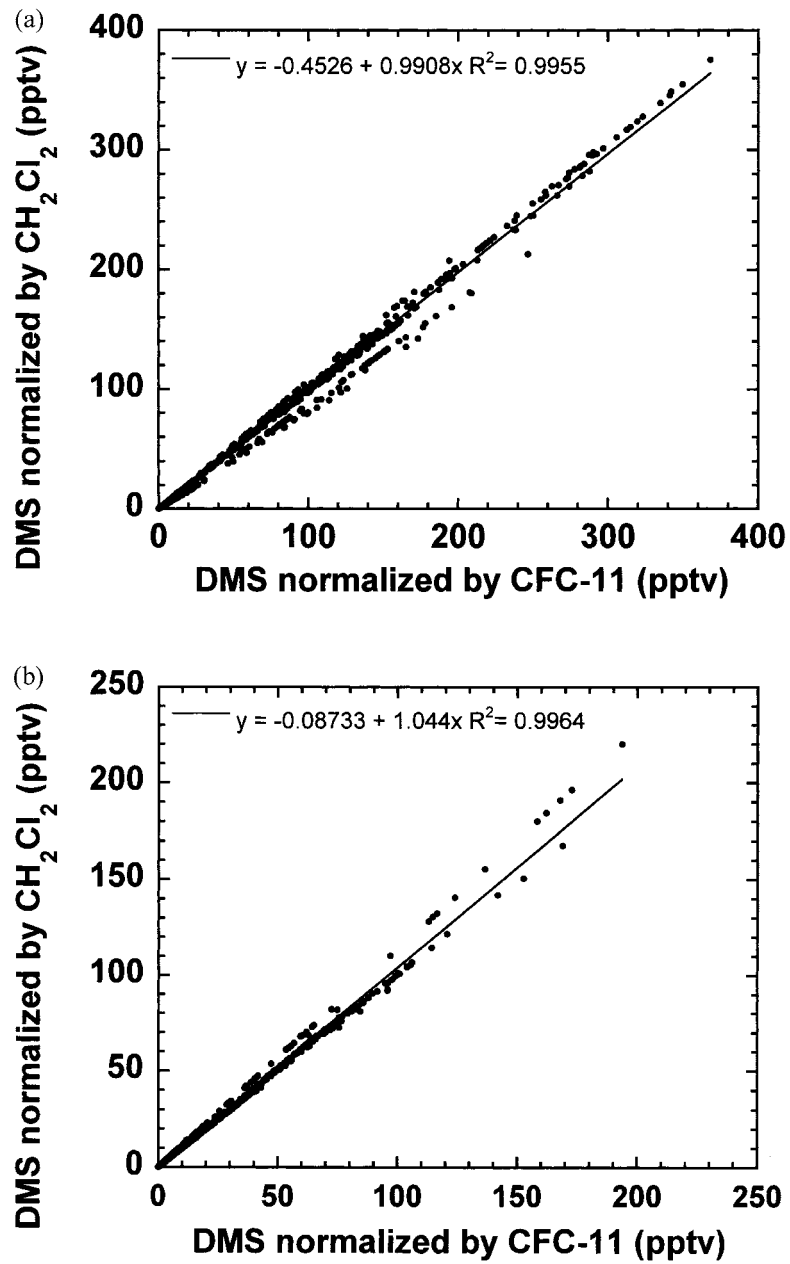 (a)
400
y = -0.4526 + 0.9908x R²= 0.9955
300
200
100
0
DMS normalized by CH₂Cl₂ (pptv)
0 100 200 300 400
DMS normalized by CFC-11 (pptv)
(b)
250
y = -0.08733 + 1.044x R²= 0.9964
200
150
100
50
0
DMS normalized by CH₂Cl₂ (pptv)
0 50 100 150 200 250
DMS normalized by CFC-11 (pptv)